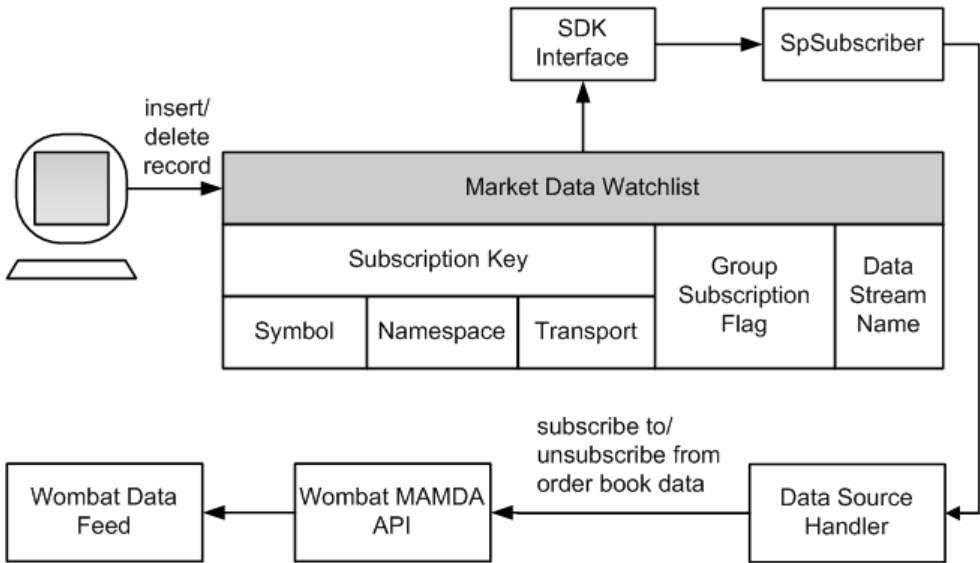 SDK
Interface
SpSubscriber
insert/
delete
record
Market Data Watchlist
Subscription Key
Group
Subscription
Flag
Data
Stream
Name
Symbol
Namespace
Transport
subscribe to/
unsubscribe from
order book data
Wombat Data
Feed
Wombat MAMDA
API
Data Source
Handler